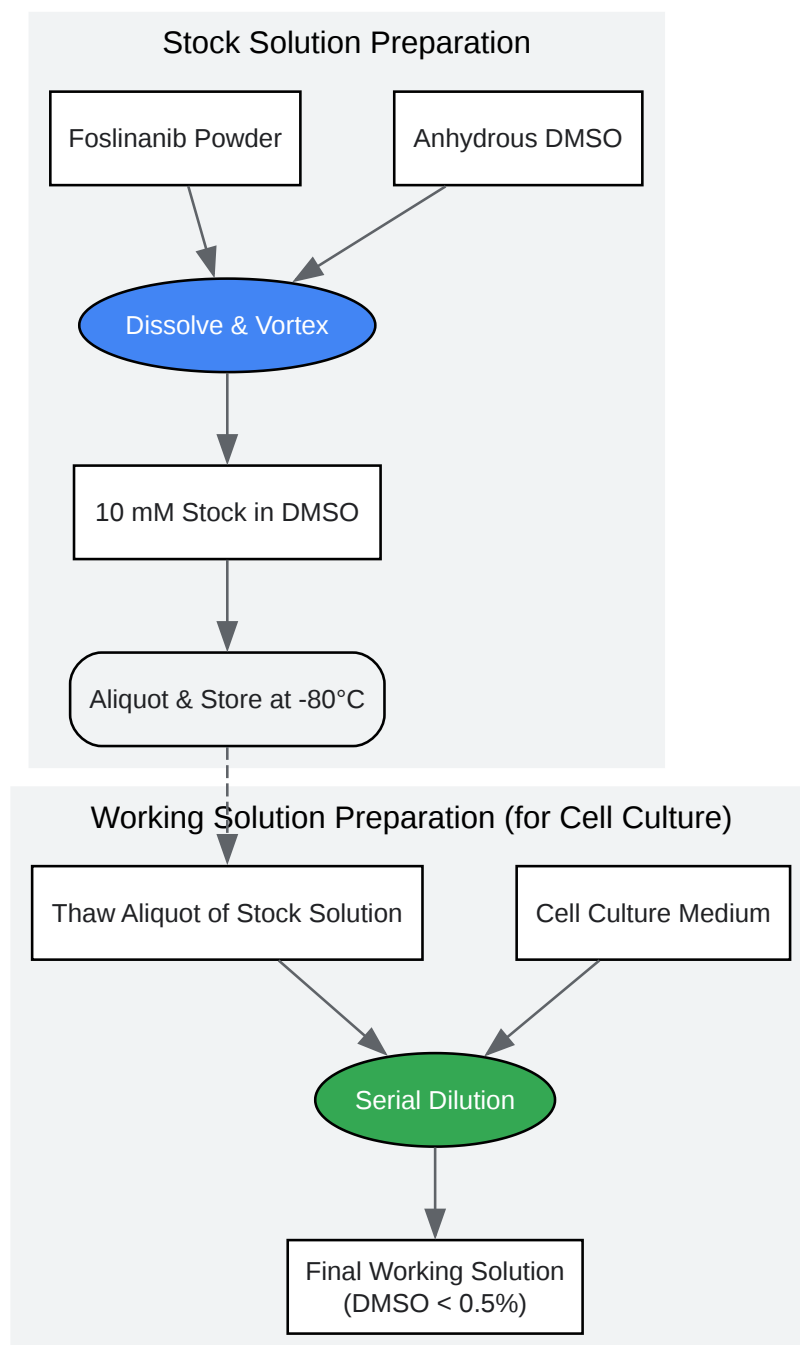 Stock Solution Preparation
Foslinanib Powder
Anhydrous DMSO
Dissolve & Vortex
10 mM Stock in DMSO
Aliquot & Store at -80°C
Working Solution Preparation (for Cell Culture)
Thaw Aliquot of Stock Solution
Cell Culture Medium
Serial Dilution
Final Working Solution
(DMSO < 0.5%)